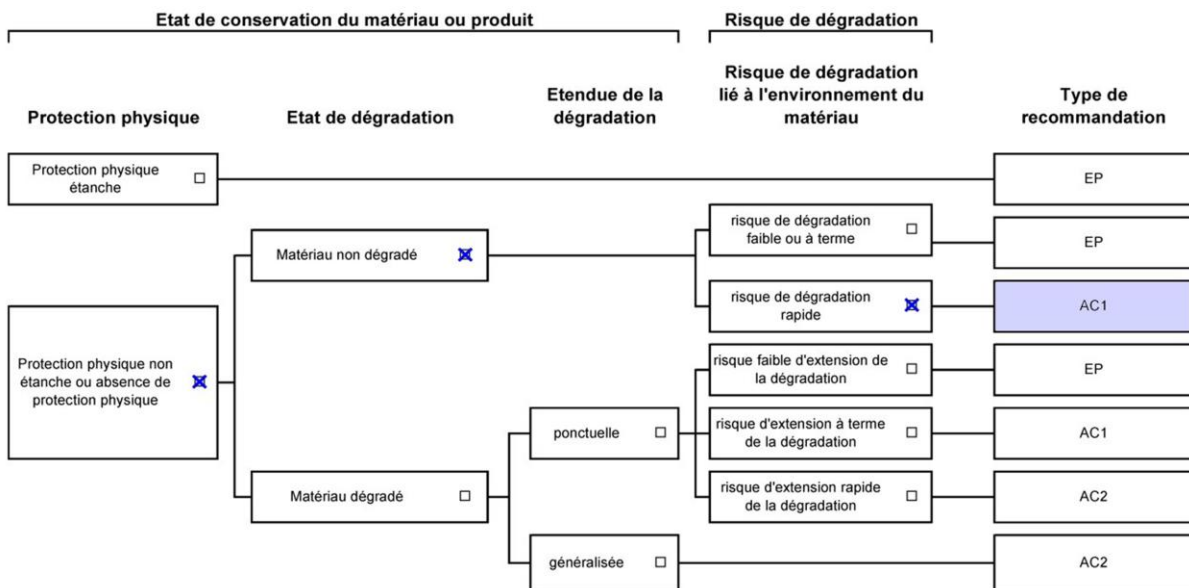 Etat de conservation du matériau ou produit
Risque de dégradation
Protection physique
Etat de dégradation
Etendue de la
dégradation
Risque de dégradation
lié à l'environnement du
matériau
Type de
recommandation
Protection physique
étanche
EP
risque de dégradation
faible ou à terme
EP
Matériau non dégradé
risque de dégradation
rapide
AC1
Protection physique non
étanche ou absence de
protection physique
risque faible d'extension de
la dégradation
EP
ponctuelle
risque d'extension à terme
de la dégradation
AC1
Matériau dégradé
risque d'extension rapide
de la dégradation
AC2
généralisée
AC2